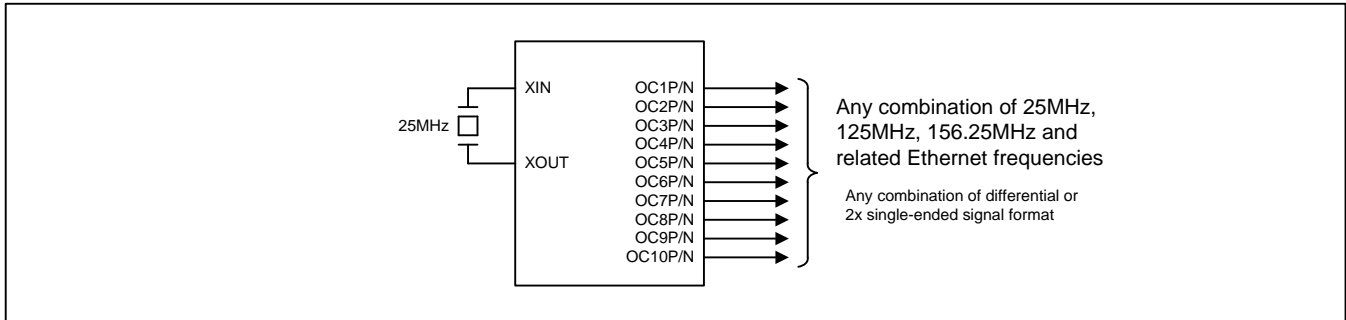 XIN
25MHz
XOUT
OC1P/N
OC2P/N
OC3P/N
OC4P/N
OC5P/N
OC6P/N
OC7P/N
OC8P/N
OC9P/N
OC10P/N
Any combination of 25MHz,
125MHz, 156.25MHz and
related Ethernet frequencies
Any combination of differential or
2x single-ended signal format